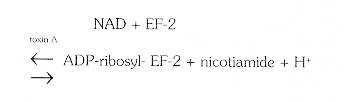 NAD + EF-2
toxin A
← ADP-ribosyl- EF-2 + nicotiamide + H⁺
→